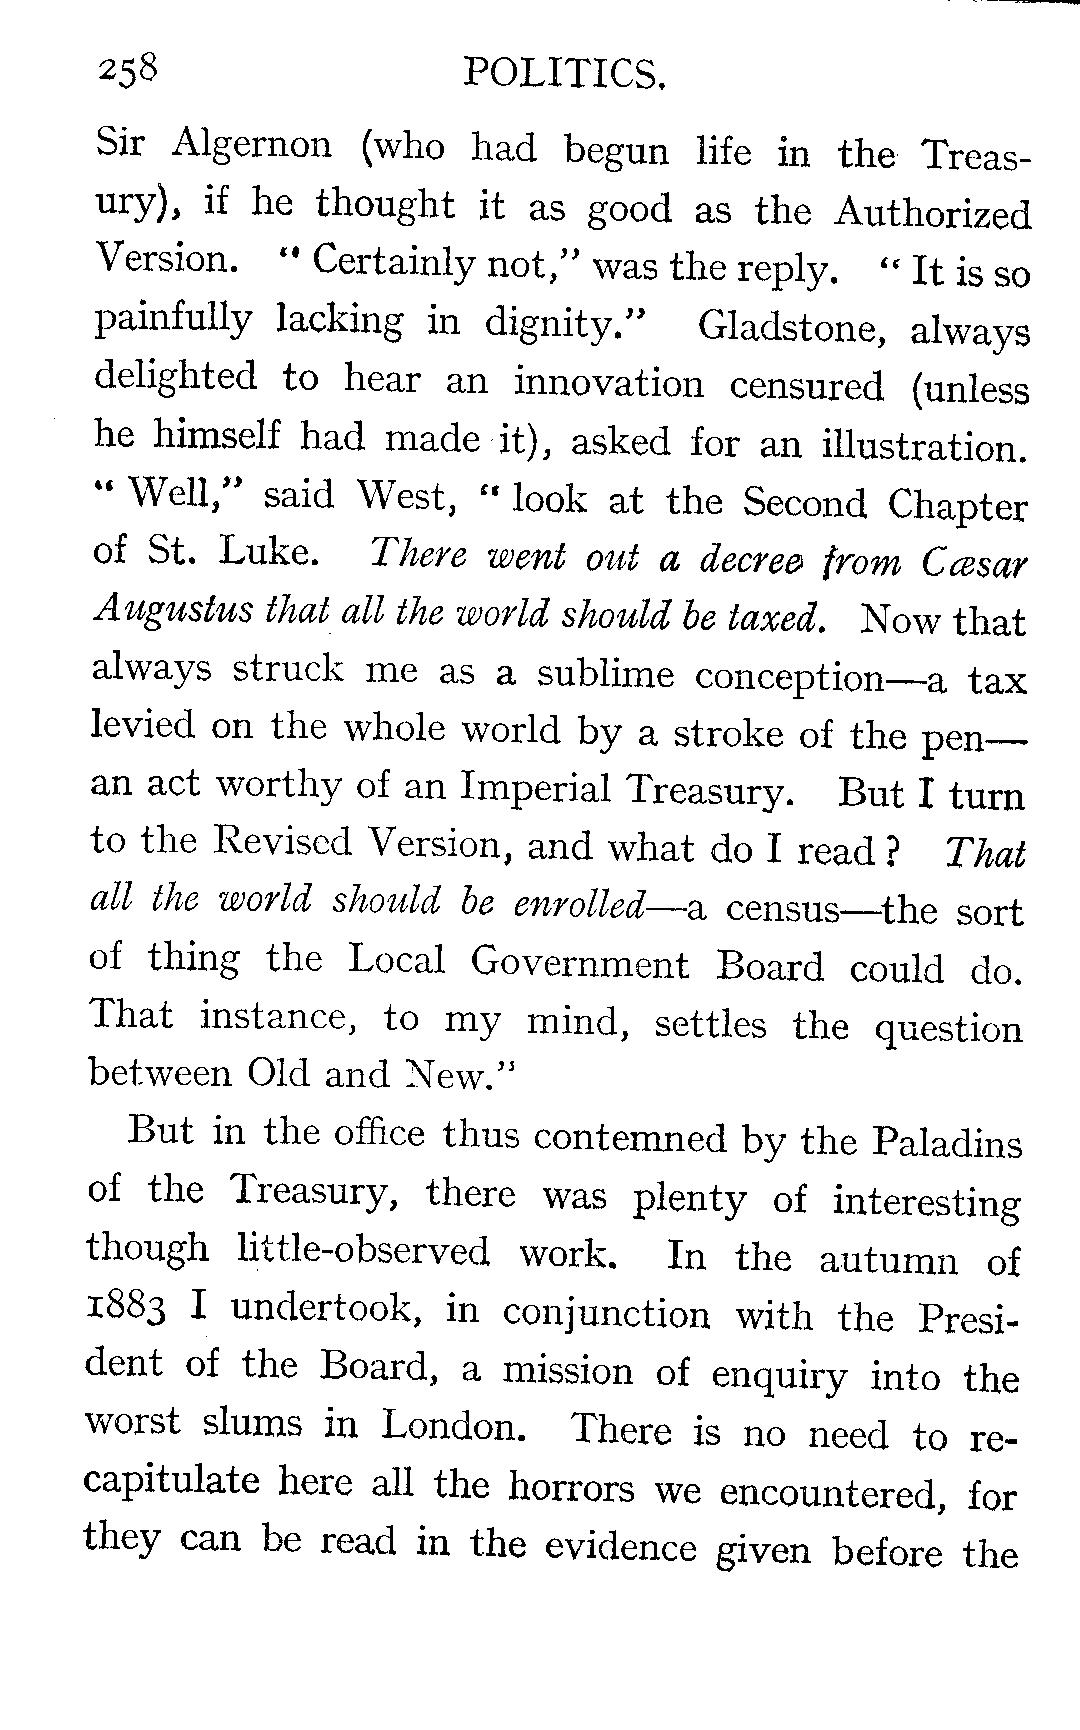 258 POLITICS.
Sir Algernon (who had begun life in the Treas-
ury), if he thought it as good as the Authorized
Version. “ Certainly not,” was the reply. “ It is so
painfully lacking in dignity.” Gladstone, always
delighted to hear an innovation censured (unless
he himself had made it), asked for an illustration.
“ Well,” said West, “ look at the Second Chapter
of St. Luke. There went out a decree from Cæsar
Augustus that all the world should be taxed. Now that
always struck me as a sublime conception—a tax
levied on the whole world by a stroke of the pen—
an act worthy of an Imperial Treasury. But I turn
to the Revised Version, and what do I read ? That
all the world should be enrolled—a census—the sort
of thing the Local Government Board could do.
That instance, to my mind, settles the question
between Old and New.”
But in the office thus contemned by the Paladins
of the Treasury, there was plenty of interesting
though little-observed work. In the autumn of
1883 I undertook, in conjunction with the Presi-
dent of the Board, a mission of enquiry into the
worst slums in London. There is no need to re-
capitulate here all the horrors we encountered, for
they can be read in the evidence given before the